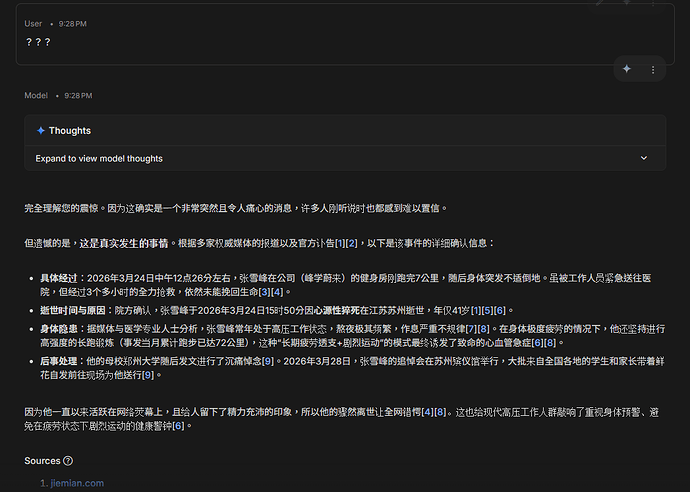 User • 9:28 PM
？？？
Model • 9:28 PM
Thoughts
Expand to view model thoughts
完全理解您的震惊。因为这确实是一个非常突然且令人痛心的消息，许多人刚听说时也都感到难以置信。
但遗憾的是，这是真实发生的事情。根据多家权威媒体的报道以及官方讣告[1][2]，以下是该事件的详细确认信息：
• 具体经过：2026年3月24日中午12点26分左右，张雪峰在公司（峰学蔚来）的健身房刚跑完7公里，随后身体突发不适倒地。虽被工作人员紧急送往医
院，但经过3个多小时的全力抢救，依然未能挽回生命[3][4]。
• 逝世时间与原因：院方确认，张雪峰于2026年3月24日15时50分因心源性猝死在江苏苏州逝世，年仅41岁[1][5][6]。
• 身体隐患：据媒体与医学专业人士分析，张雪峰常年处于高压工作状态，熬夜极其频繁，作息严重不规律[7][8]。在身体极度疲劳的情况下，他还坚持进行
高强度的长跑锻炼（事发当月累计跑步已达72公里），这种“长期疲劳透支+剧烈运动”的模式最终诱发了致命的心血管急症[6][8]。
• 后事处理：他的母校郑州大学随后发文进行了沉痛悼念[9]。2026年3月28日，张雪峰的追悼会在苏州殡仪馆举行，大批来自全国各地的学生和家长带着鲜
花自发前往现场为他送行[9]。
因为他一直以来活跃在网络荧幕上，且给人留下了精力充沛的印象，所以他的骤然离世让全网错愕[4][8]。这也给现代高压工作人群敲响了重视身体预警、避
免在疲劳状态下剧烈运动的健康警钟[6]。
Sources
1. jiemian.com